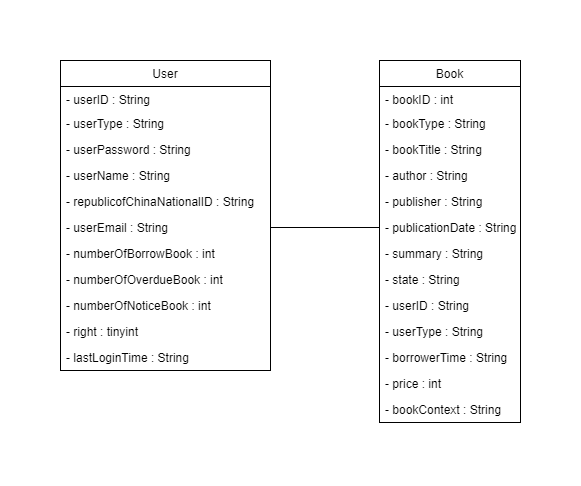 User
- userID : String
- userType : String
- userPassword : String
- userName : String
- republicofChinaNationalID : String
- userEmail : String
- numberOfBorrowBook : int
- numberOfOverdueBook : int
- numberOfNoticeBook : int
- right : tinyint
- lastLoginTime : String
Book
- bookID : int
- bookType : String
- bookTitle : String
- author : String
- publisher : String
- publicationDate : String
- summary : String
- state : String
- userID : String
- userType : String
- borrowerTime : String
- price : int
- bookContext : String